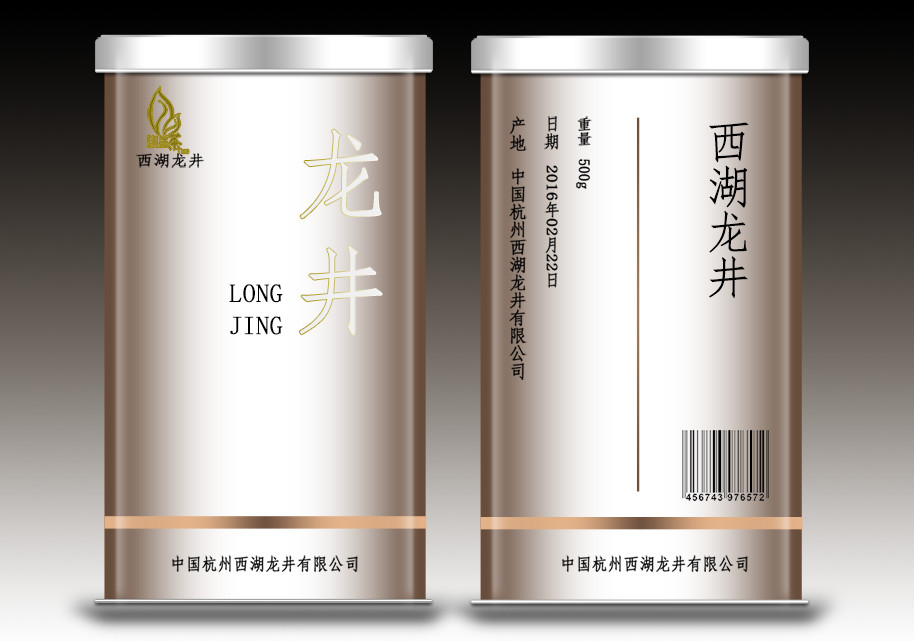 西湖龙井
龙井
LONG
JING
中国杭州西湖龙井有限公司
西湖龙井
重量 500g
日期 2016年02月22日
产地 中国杭州西湖龙井有限公司
456743 976572
中国杭州西湖龙井有限公司